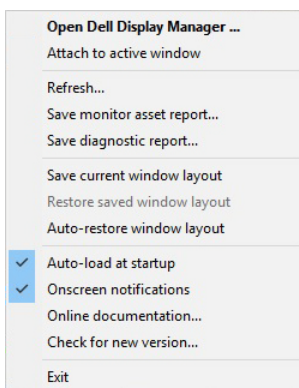 Open Dell Display Manager ...
Attach to active window
Refresh...
Save monitor asset report...
Save diagnostic report...
Save current window layout
Restore saved window layout
Auto-restore window layout
Auto-load at startup
Onscreen notifications
Online documentation...
Check for new version...
Exit